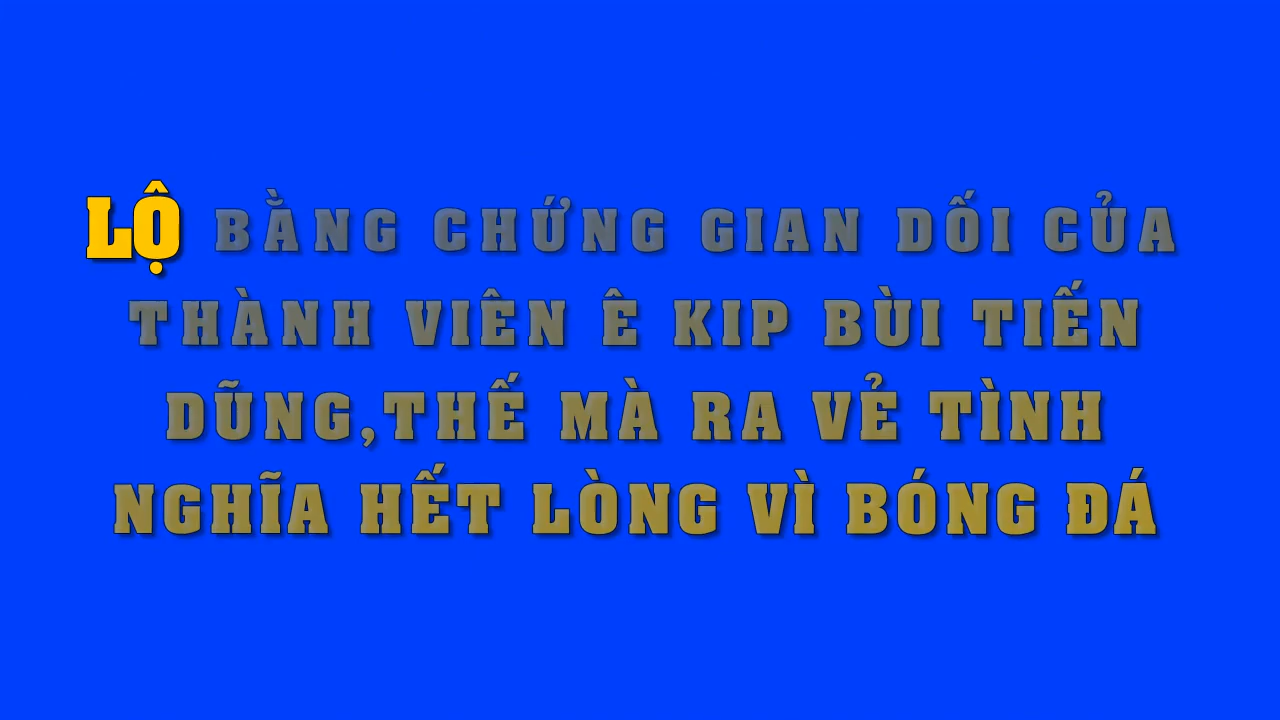 LỘ BẰNG CHỨNG GIAN DỐI CỦA
THÀNH VIÊN Ê KIP BÙI TIẾN
DŨNG,THẾ MÀ RA VẺ TÌNH
NGHĨA HẾT LÒNG VÌ BÓNG ĐÁ